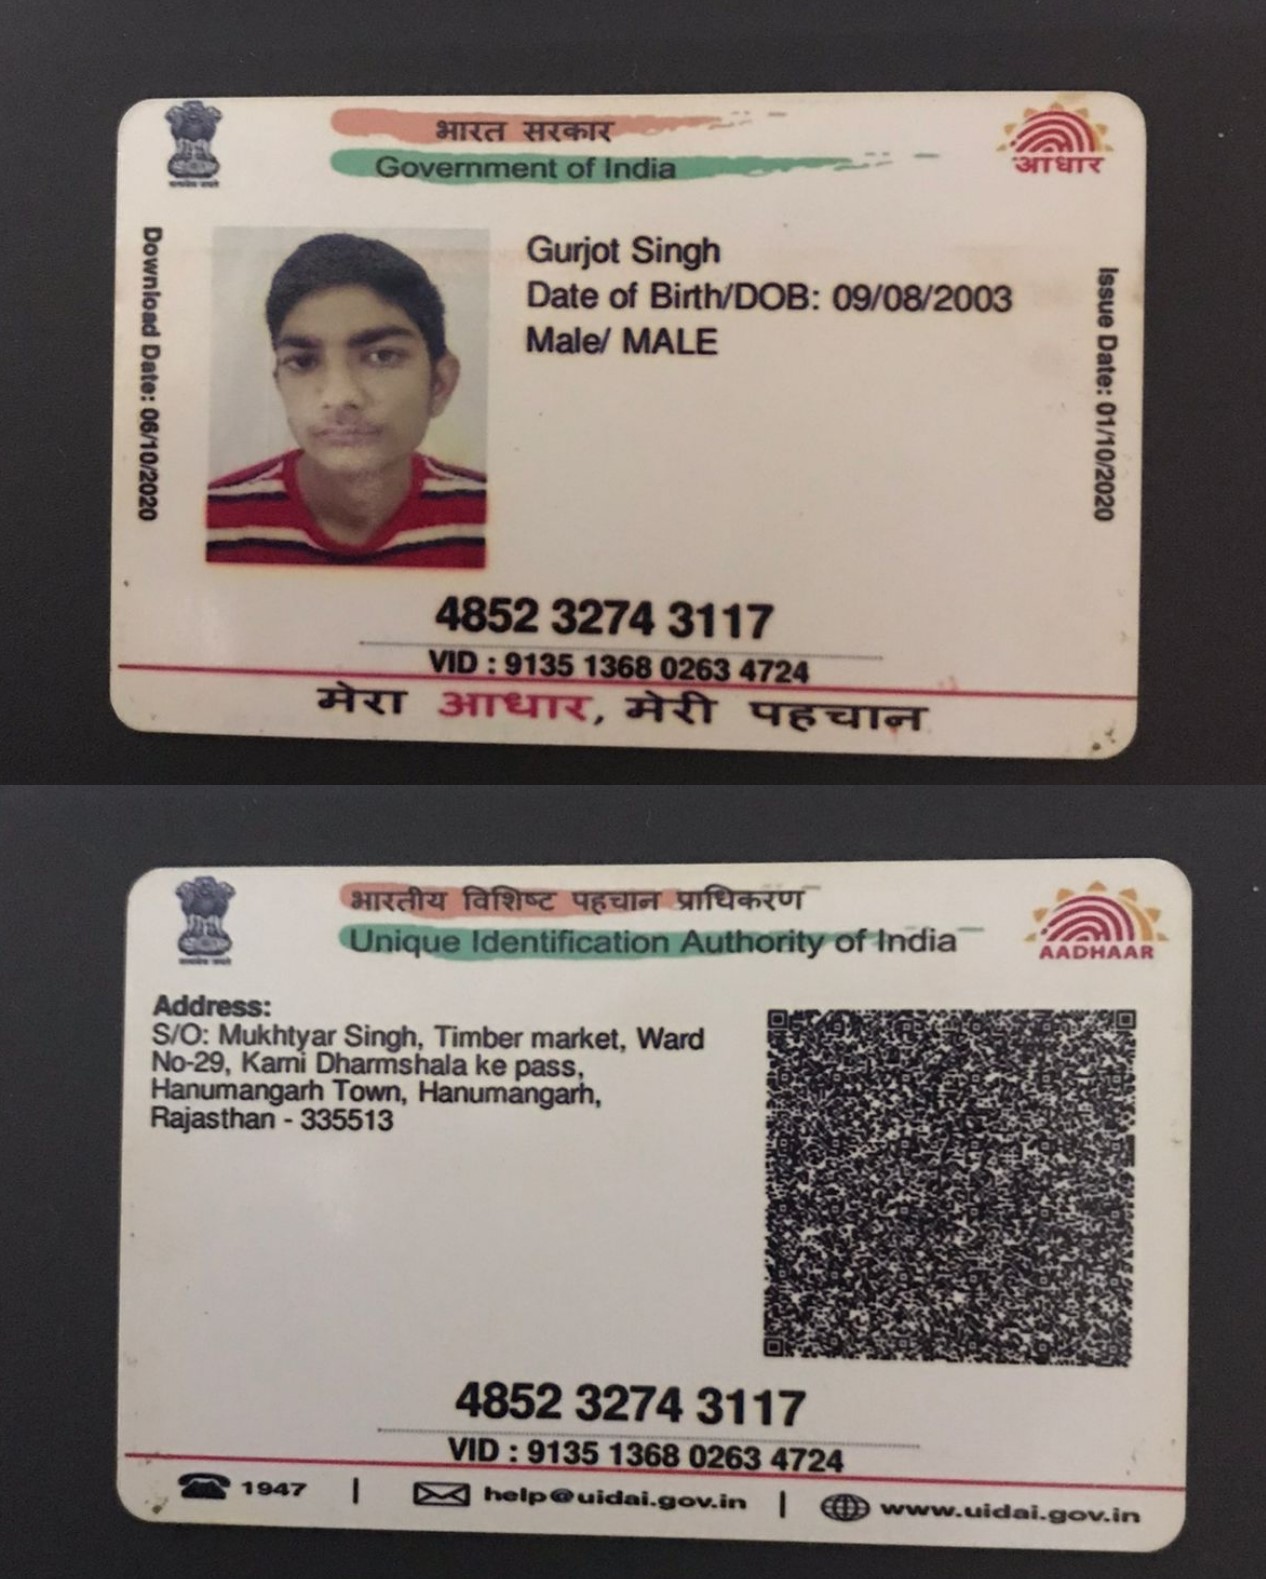 भारत सरकार
Government of India
आधार
Download Date: 06/10/2020
Gurjot Singh
Date of Birth/DOB: 09/08/2003
Male/ MALE
Issue Date: 01/10/2020
4852 3274 3117
VID : 9135 1368 0263 4724
मेरा आधार, मेरी पहचान
भारतीय विशिष्ट पहचान प्राधिकरण
Unique Identification Authority of India
AADHAAR
Address:
S/O: Mukhtyar Singh, Timber market, Ward
No-29, Karni Dharmshala ke pass,
Hanumangarh Town, Hanumangarh,
Rajasthan - 335513
4852 3274 3117
VID : 9135 1368 0263 4724
1947 | help@uidai.gov.in | www.uidai.gov.in